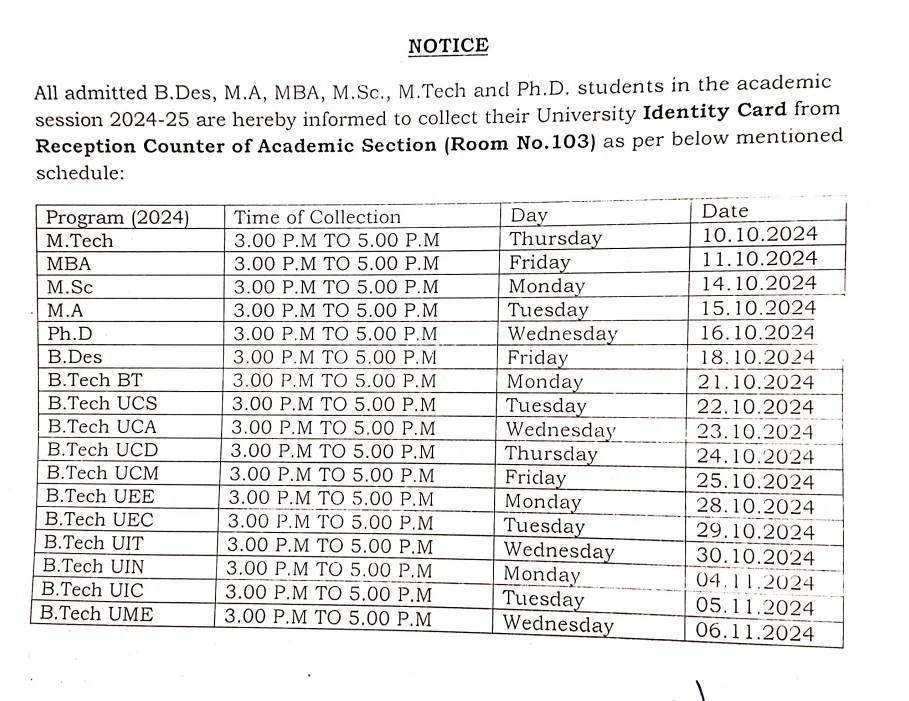 NOTICE
All admitted B.Des, M.A, MBA, M.Sc., M.Tech and Ph.D. students in the academic
session 2024-25 are hereby informed to collect their University Identity Card from
Reception Counter of Academic Section (Room No.103) as per below mentioned
schedule:
Program (2024) Time of Collection Day Date
M.Tech 3.00 P.M TO 5.00 P.M Thursday 10.10.2024
MBA 3.00 P.M TO 5.00 P.M Friday 11.10.2024
M.Sc 3.00 P.M TO 5.00 P.M Monday 14.10.2024
M.A 3.00 P.M TO 5.00 P.M Tuesday 15.10.2024
Ph.D 3.00 P.M TO 5.00 P.M Wednesday 16.10.2024
B.Des 3.00 P.M TO 5.00 P.M Friday 18.10.2024
B.Tech BT 3.00 P.M TO 5.00 P.M Monday 21.10.2024
B.Tech UCS 3.00 P.M TO 5.00 P.M Tuesday 22.10.2024
B.Tech UCA 3.00 P.M TO 5.00 P.M Wednesday 23.10.2024
B.Tech UCD 3.00 P.M TO 5.00 P.M Thursday 24.10.2024
B.Tech UCM 3.00 P.M TO 5.00 P.M Friday 25.10.2024
B.Tech UEE 3.00 P.M TO 5.00 P.M Monday 28.10.2024
B.Tech UEC 3.00 P.M TO 5.00 P.M Tuesday 29.10.2024
B.Tech UIT 3.00 P.M TO 5.00 P.M Wednesday 30.10.2024
B.Tech UIN 3.00 P.M TO 5.00 P.M Monday 04.11.2024
B.Tech UIC 3.00 P.M TO 5.00 P.M Tuesday 05.11.2024
B.Tech UME 3.00 P.M TO 5.00 P.M Wednesday 06.11.2024